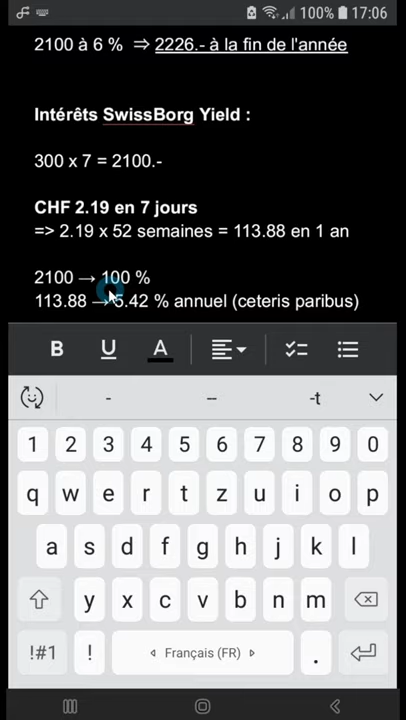 100% 17:06
2100 à 6 % ⇒ 2226.- à la fin de l'année
Intérêts SwissBorg Yield :
300 x 7 = 2100.-
CHF 2.19 en 7 jours
=> 2.19 x 52 semaines = 113.88 en 1 an
2100 → 100 %
113.88 → 5.42 % annuel (ceteris paribus)
B U A
- – -t
1 2 3 4 5 6 7 8 9 0
q w e r t z u i o p
a s d f g h j k l
y x c v b n m
!#1 ! Français (FR) .